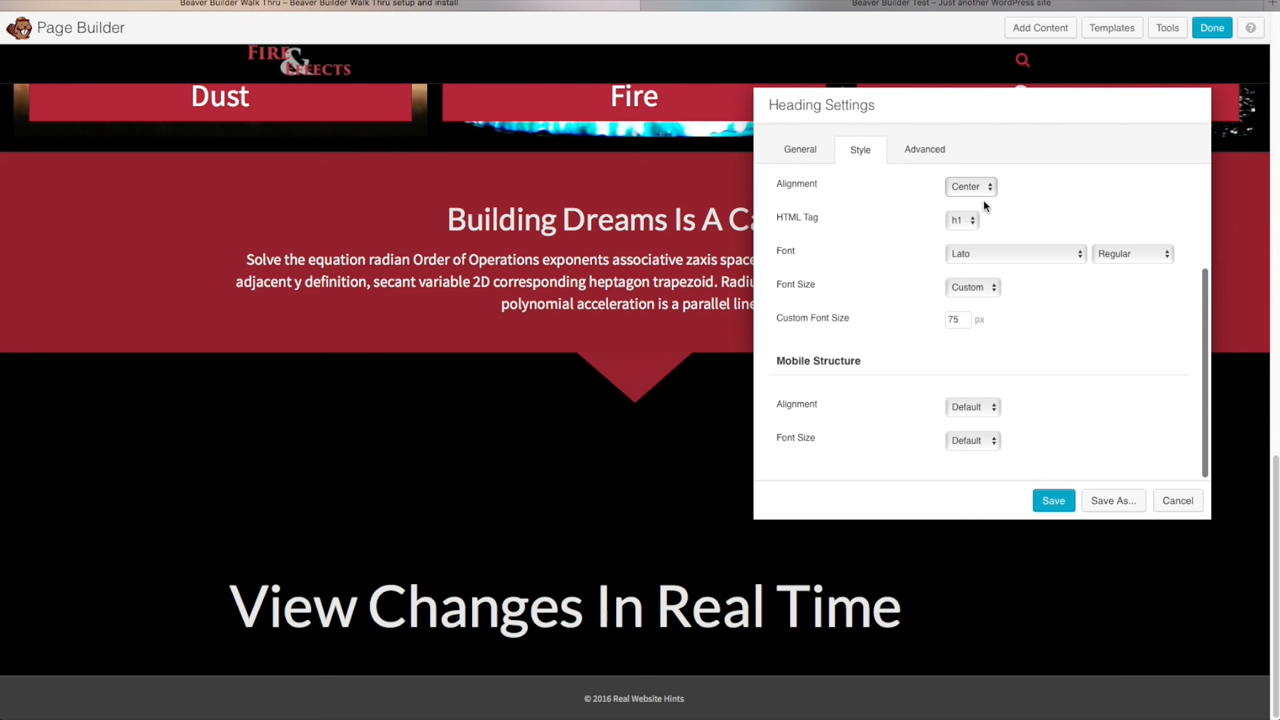 Beaver Builder Walk Thru – Beaver Builder Walk Thru setup and install
Beaver Builder Test – Just another WordPress site
Page Builder
Add Content
Templates
Tools
Done
?
FIRE
& EFFECTS
Dust
Fire
Building Dreams Is A Ca
Solve the equation radian Order of Operations exponents associative zaxis space
adjacent y definition, secant variable 2D corresponding heptagon trapezoid. Radiu
polynomial acceleration is a parallel line
Heading Settings
General
Style
Advanced
Alignment
Center
HTML Tag
h1
Font
Lato
Regular
Font Size
Custom
Custom Font Size
75 px
Mobile Structure
Alignment
Default
Font Size
Default
Save
Save As...
Cancel
View Changes In Real Time
© 2016 Real Website Hints